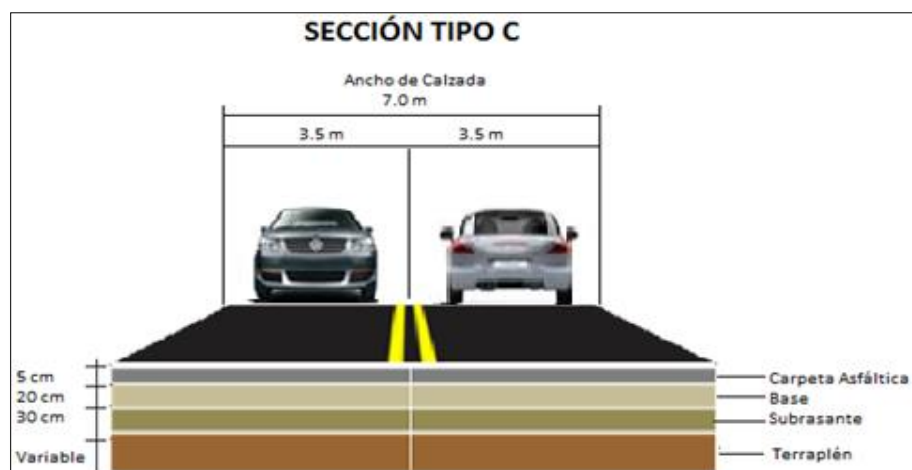 SECCIÓN TIPO C
Ancho de Calzada
7.0 m
3.5 m 3.5 m
5 cm Carpeta Asfáltica
20 cm Base
30 cm Subrasante
Variable Terraplén